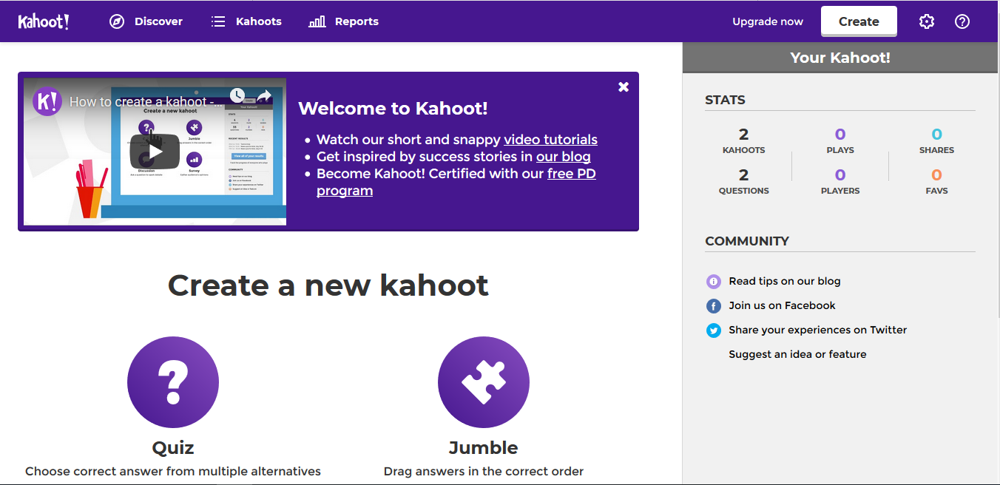 Kahoot!
Discover
Kahoots
Reports
Upgrade now
Create
Your Kahoot!
K!
How to create a kahoot -...
Create a new kahoot
Jumble
Discussion
Survey
Welcome to Kahoot!
• Watch our short and snappy video tutorials
• Get inspired by success stories in our blog
• Become Kahoot! Certified with our free PD
program
STATS
2
KAHOOTS
0
PLAYS
0
SHARES
2
QUESTIONS
0
PLAYERS
0
FAVS
COMMUNITY
Read tips on our blog
Join us on Facebook
Share your experiences on Twitter
Suggest an idea or feature
Create a new kahoot
Quiz
Choose correct answer from multiple alternatives
Jumble
Drag answers in the correct order